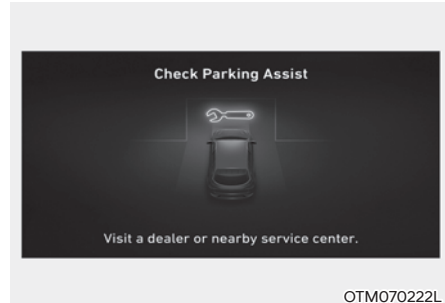 Check Parking Assist
Visit a dealer or nearby service center.
OTM070222L